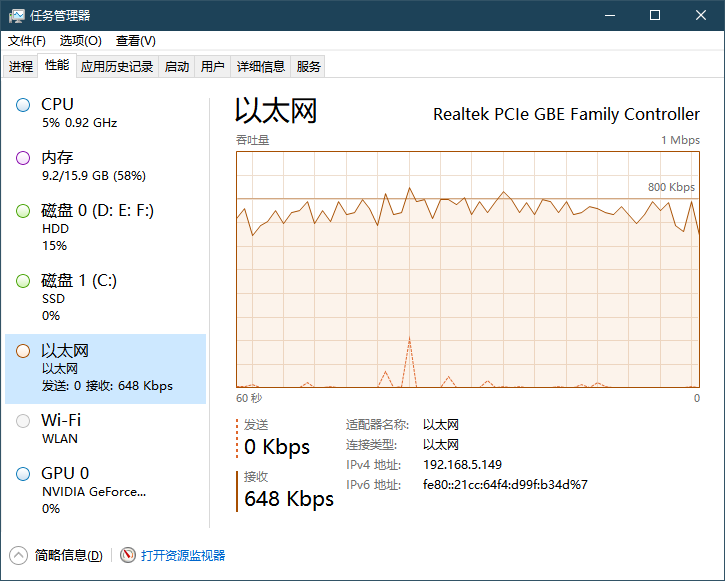 任务管理器
文件(F) 选项(O) 查看(V)
进程 性能 应用历史记录 启动 用户 详细信息 服务
CPU
5% 0.92 GHz
内存
9.2/15.9 GB (58%)
磁盘 0 (D: E: F:)
HDD
15%
磁盘 1 (C:)
SSD
0%
以太网
以太网
发送: 0 接收: 648 Kbps
Wi-Fi
WLAN
GPU 0
NVIDIA GeForce...
0%
以太网
Realtek PCIe GBE Family Controller
吞吐量
1 Mbps
800 Kbps
60 秒
0
发送
0 Kbps
接收
648 Kbps
适配器名称: 以太网
连接类型: 以太网
IPv4 地址: 192.168.5.149
IPv6 地址: fe80::21cc:64f4:d99f:b34d%7
简略信息(D)
打开资源监视器